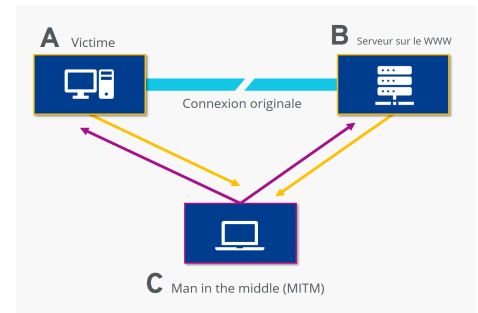 A Victime
B Serveur sur le WWW
Connexion originale
C Man in the middle (MITM)